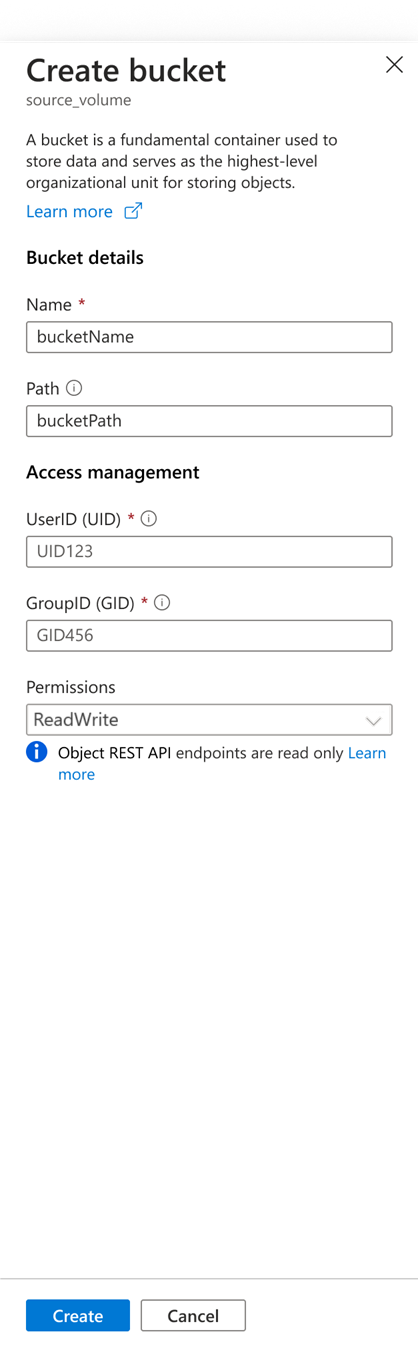 Create bucket
source_volume
A bucket is a fundamental container used to
store data and serves as the highest-level
organizational unit for storing objects.
Learn more
Bucket details
Name *
bucketName
Path
bucketPath
Access management
UserID (UID) *
UID123
GroupID (GID) *
GID456
Permissions
ReadWrite
Object REST API endpoints are read only Learn
more
Create Cancel